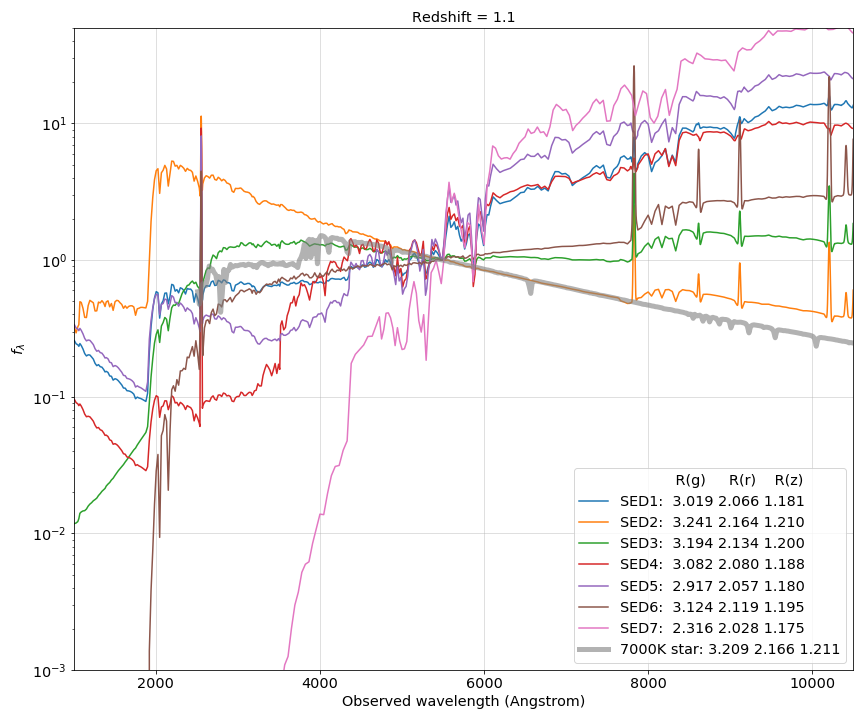 Redshift = 1.1
10¹
10⁰
10⁻¹
10⁻²
10⁻³
f_λ
2000 4000 6000 8000 10000
Observed wavelength (Angstrom)
R(g) R(r) R(z)
SED1: 3.019 2.066 1.181
SED2: 3.241 2.164 1.210
SED3: 3.194 2.134 1.200
SED4: 3.082 2.080 1.188
SED5: 2.917 2.057 1.180
SED6: 3.124 2.119 1.195
SED7: 2.316 2.028 1.175
7000K star: 3.209 2.166 1.211